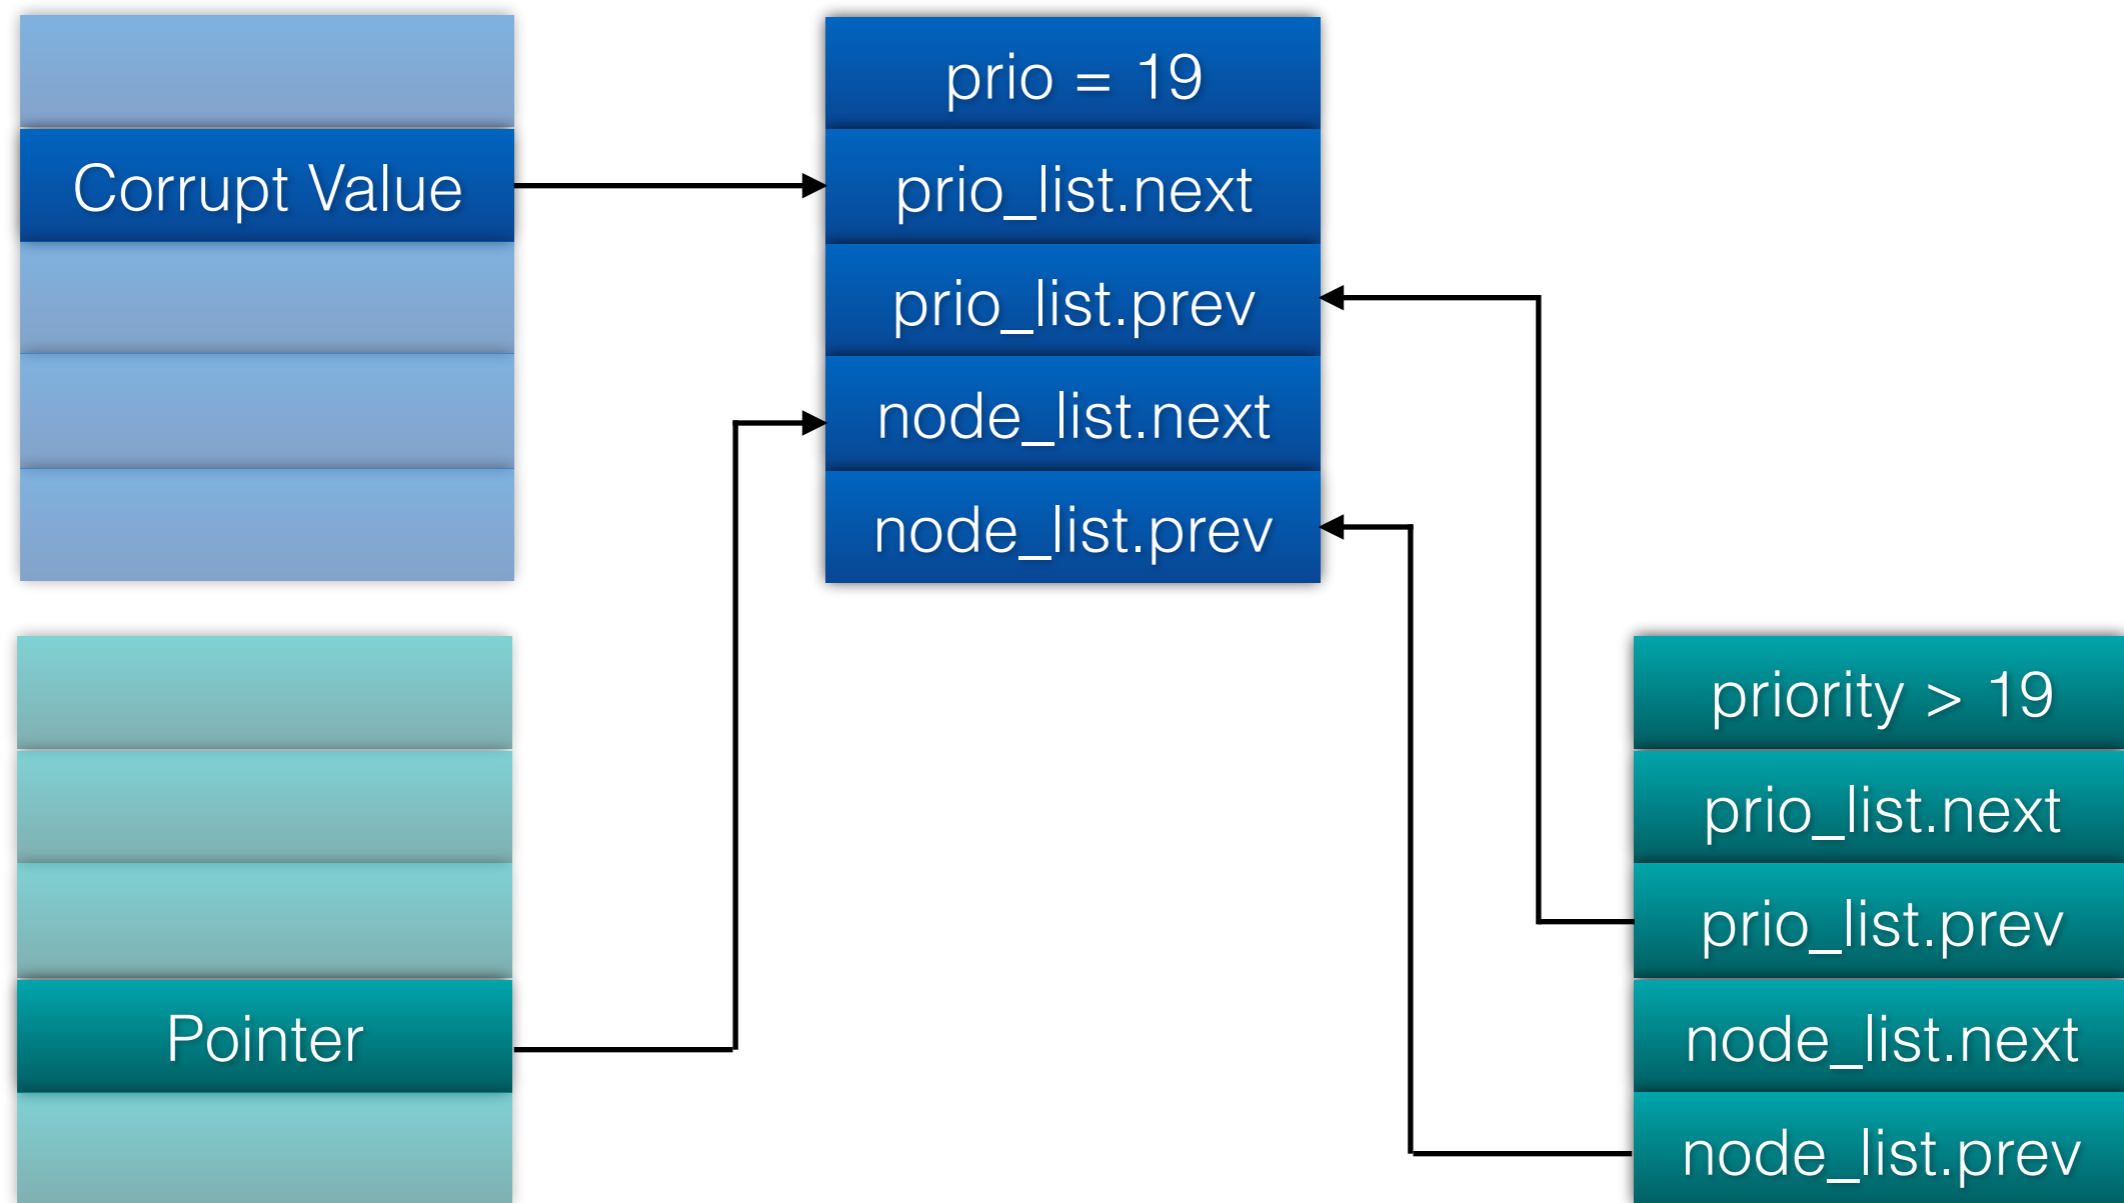 Corrupt Value
prio = 19
prio_list.next
prio_list.prev
node_list.next
node_list.prev
Pointer
priority > 19
prio_list.next
prio_list.prev
node_list.next
node_list.prev